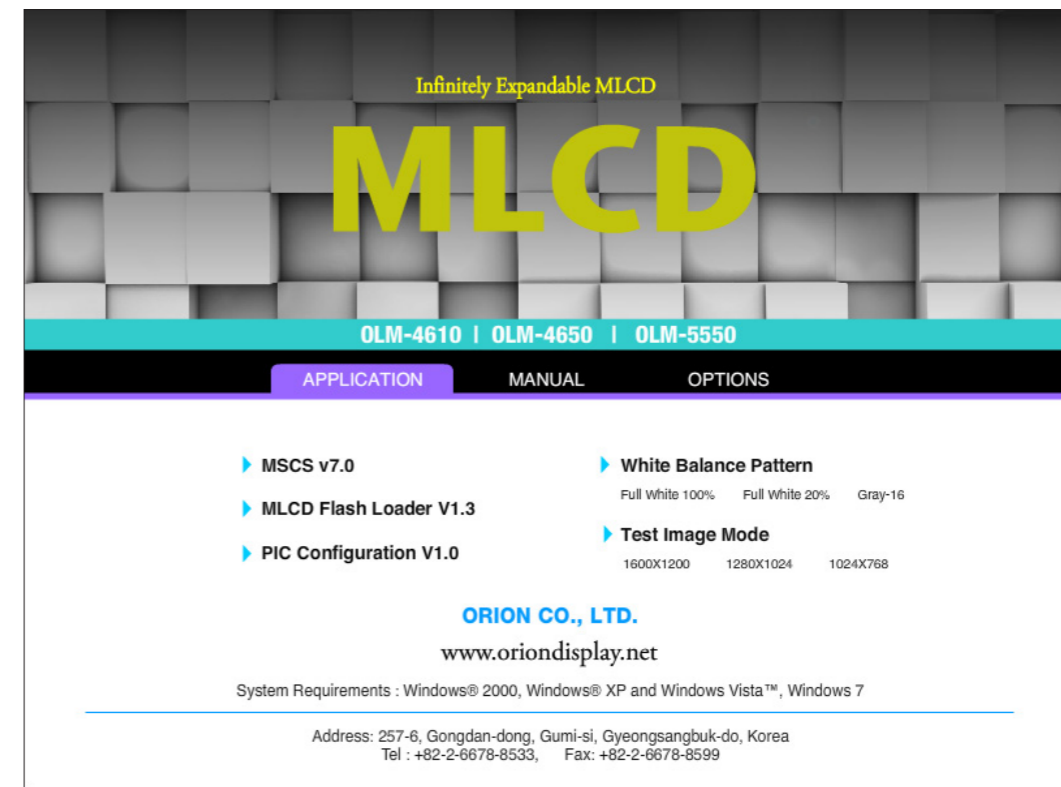 Infinitely Expandable MLCD
MLCD
OLM-4610 | OLM-4650 | OLM-5550
APPLICATION MANUAL OPTIONS
MSCS v7.0
MLCD Flash Loader V1.3
PIC Configuration V1.0
White Balance Pattern
Full White 100% Full White 20% Gray-16
Test Image Mode
1600X1200 1280X1024 1024X768
ORION CO., LTD.
www.oriondisplay.net
System Requirements : Windows® 2000, Windows® XP and Windows Vista™, Windows 7
Address: 257-6, Gongdan-dong, Gumi-si, Gyeongsangbuk-do, Korea
Tel : +82-2-6678-8533, Fax: +82-2-6678-8599